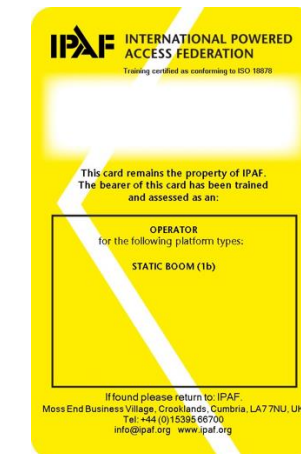 IPAF
INTERNATIONAL POWERED
ACCESS FEDERATION
Training certified as conforming to ISO 18878
This card remains the property of IPAF.
The bearer of this card has been trained
and assessed as an:
OPERATOR
for the following platform types:
STATIC BOOM (1b)
If found please return to: IPAF.
Moss End Business Village, Crooklands, Cumbria, LA7 7NU, UK
Tel: +44 (0)15395 66700
info@ipaf.org www.ipaf.org